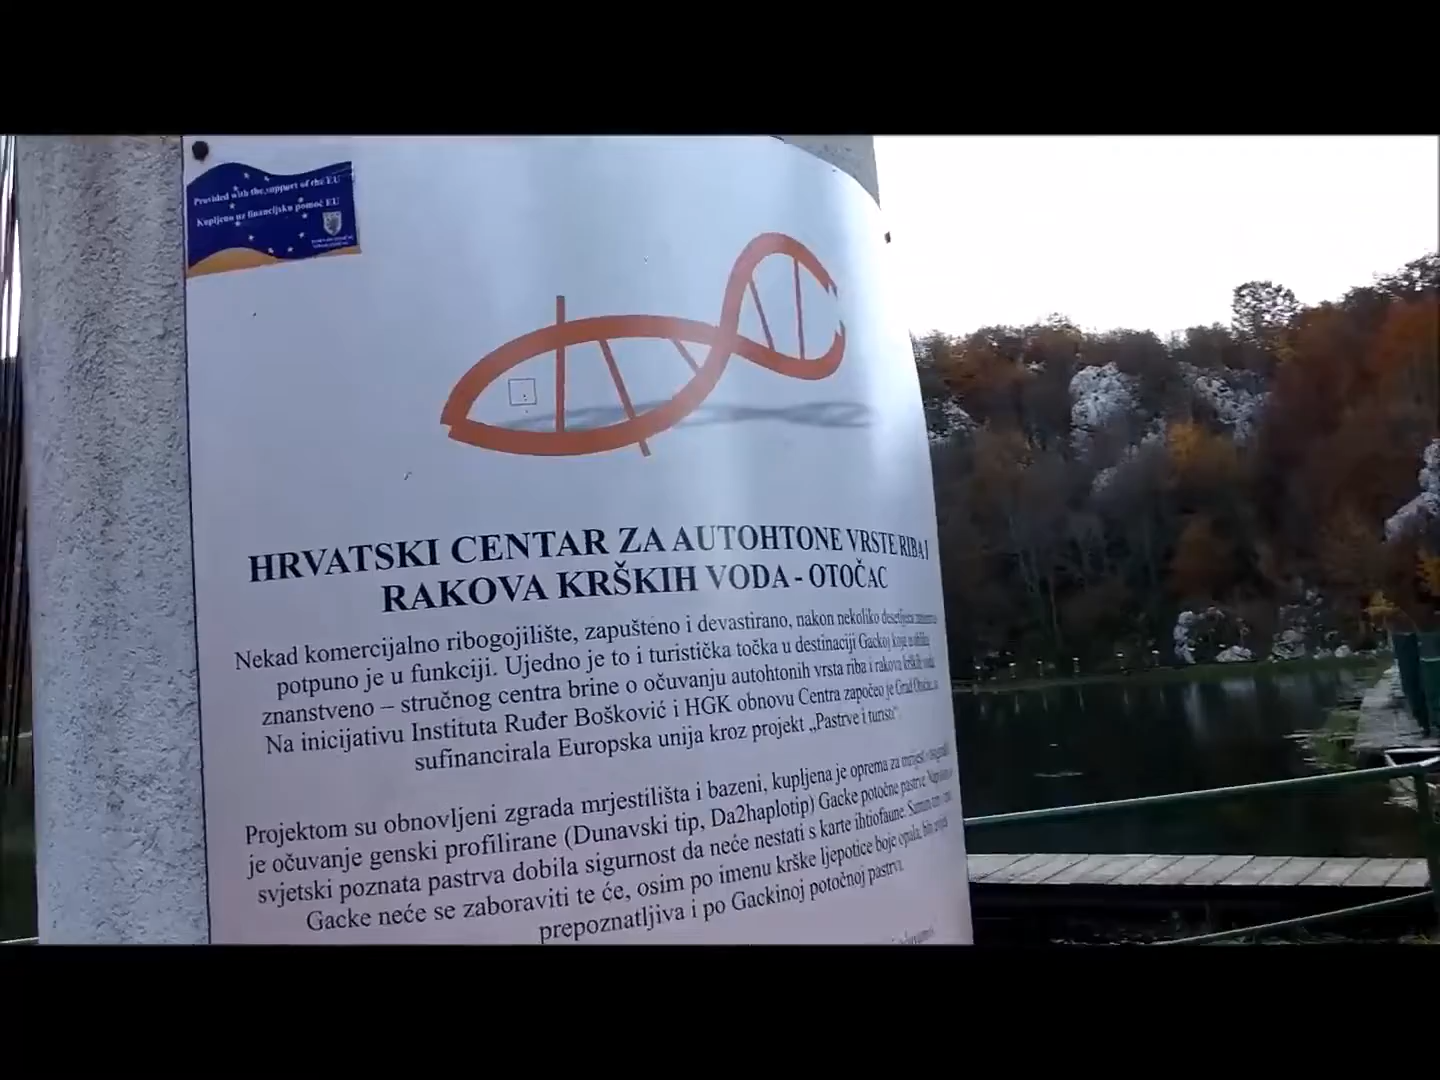 Provided with the support of the EU
Kupljeno uz financijsku pomoć EU
HRVATSKI CENTAR ZA AUTOHTONE VRSTE RIBA I
RAKOVA KRŠKIH VODA - OTOČAC
Nekad komercijalno ribogojilište, zapušteno i devastirano, nakon nekoliko desetljeća
potpuno je u funkciji. Ujedno je to i turistička točka u destinaciji Gackoj koja
znanstveno – stručnog centra brine o očuvanju autohtonih vrsta riba i rakova krških voda.
Na inicijativu Instituta Ruđer Bošković i HGK obnovu Centra započeo je Grad Otočac, a
sufinancirala Europska unija kroz projekt „Pastrve i turisti“.
Projektom su obnovljeni zgrada mrjestilišta i bazeni, kupljena je oprema za mrijest i
je očuvanje genski profilirane (Dunavski tip, Da2haplotip) Gacke potočne pastrve.
svjetski poznata pastrva dobila sigurnost da neće nestati s karte ihtiofaune. Samim tim
Gacke neće se zaboraviti te će, osim po imenu krške ljepotice boje opala, biti
prepoznatljiva i po Gackinoj potočnoj pastrvi.